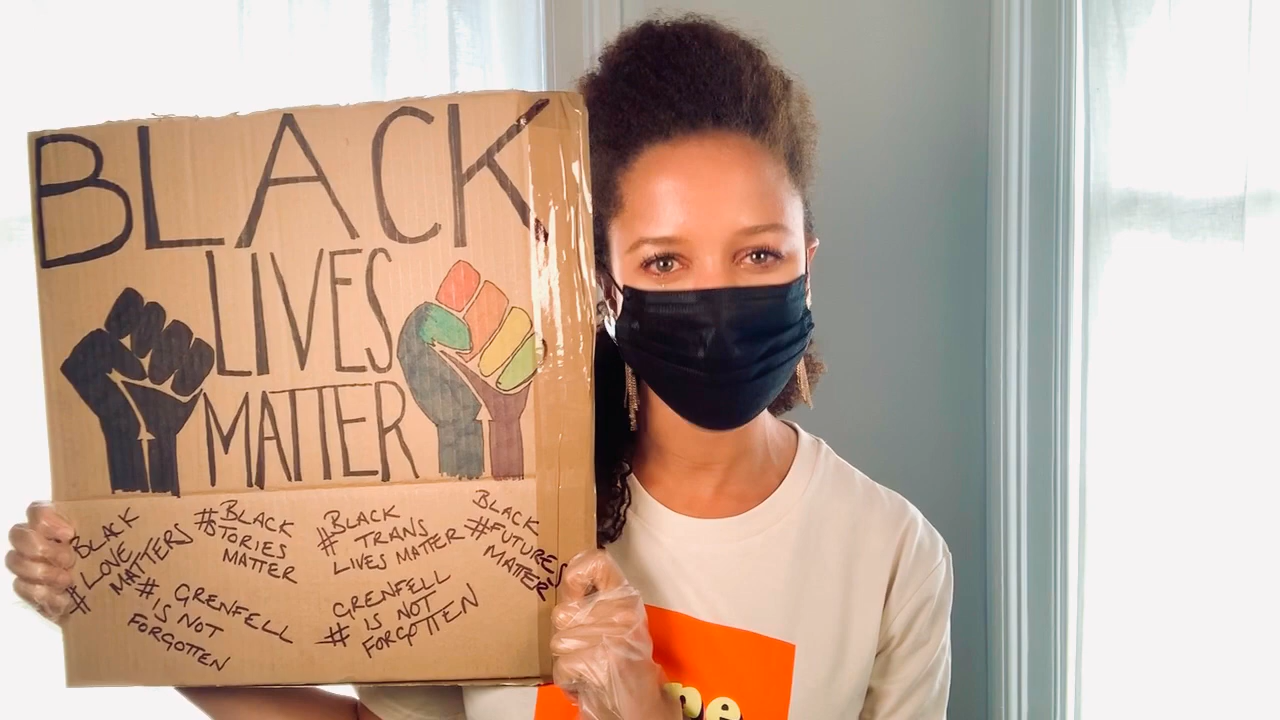 BLACK
LIVES
MATTER
BLACK
#LOVE
MATTERS
#BLACK
STORIES
MATTER
#BLACK
TRANS
LIVES MATTER
BLACK
#FUTURES
MATTER
# GRENFELL
IS NOT
FORGOTTEN
GRENFELL
IS NOT
# FORGOTTEN